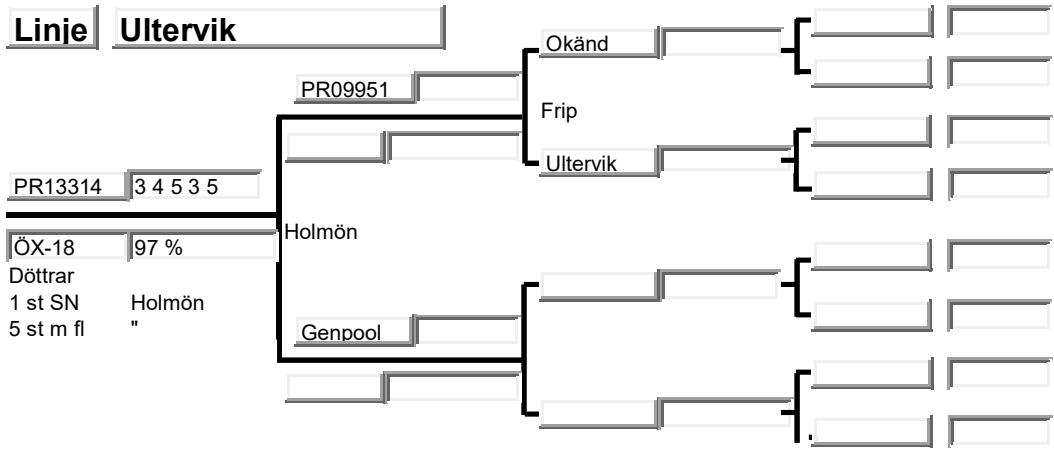 Linje Ultervik
Okänd
PR09951
Frip
Ultervik
PR13314 3 4 5 3 5
Holmön
ÖX-18 97 %
Döttrar
1 st SN Holmön
5 st m fl "
Genpool